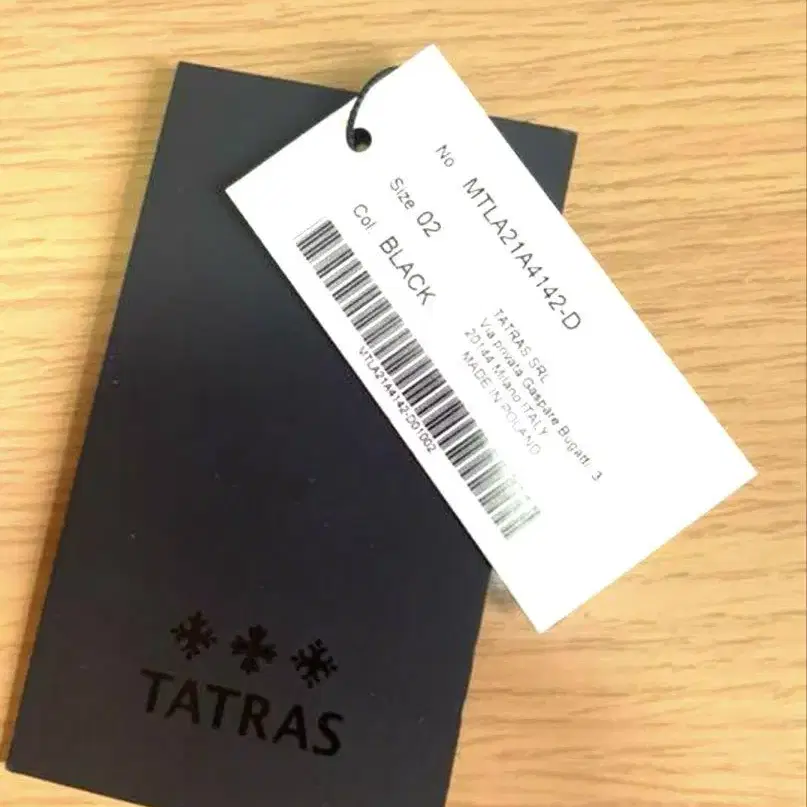 No MTLA21A4142-D
Size 02
Col. BLACK
MTLA21A4142-D01002
TATRAS SRL
Via privata Gaspare Bugatti, 3
20144 Milano ITALY
MADE IN POLAND
TATRAS